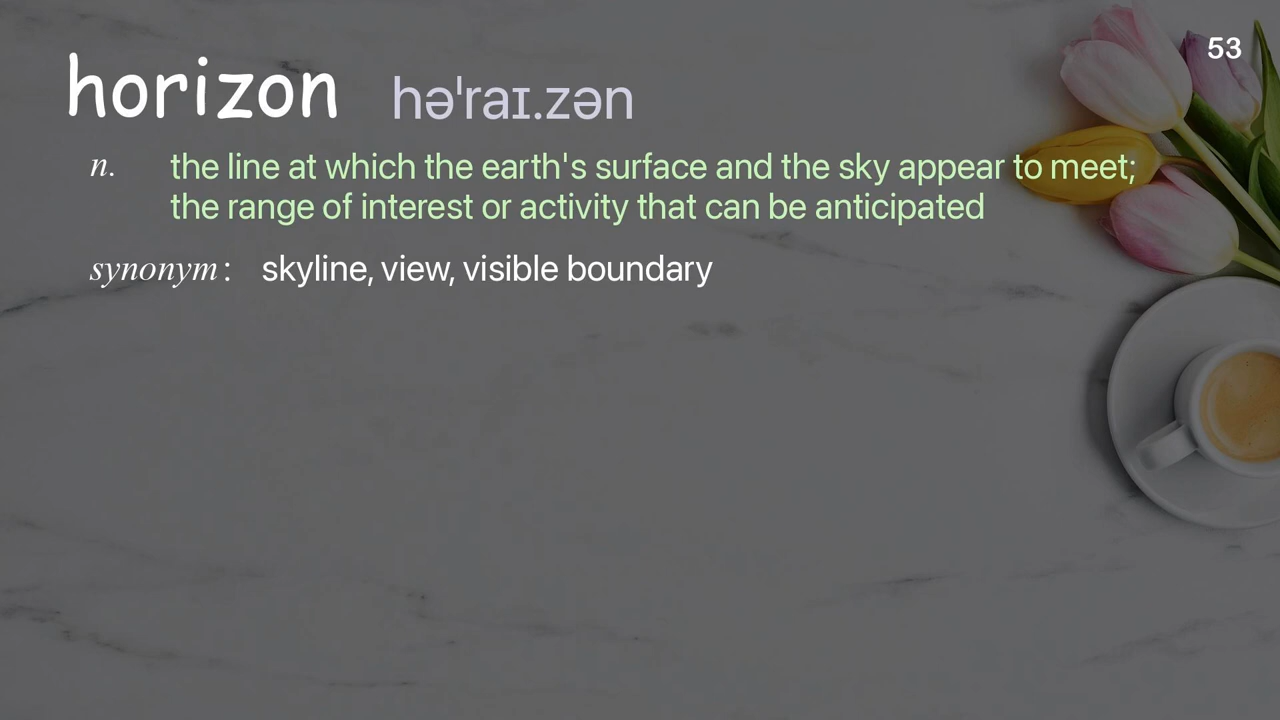 53
horizon həˈraɪ.zən
n. the line at which the earth's surface and the sky appear to meet;
the range of interest or activity that can be anticipated
synonym: skyline, view, visible boundary